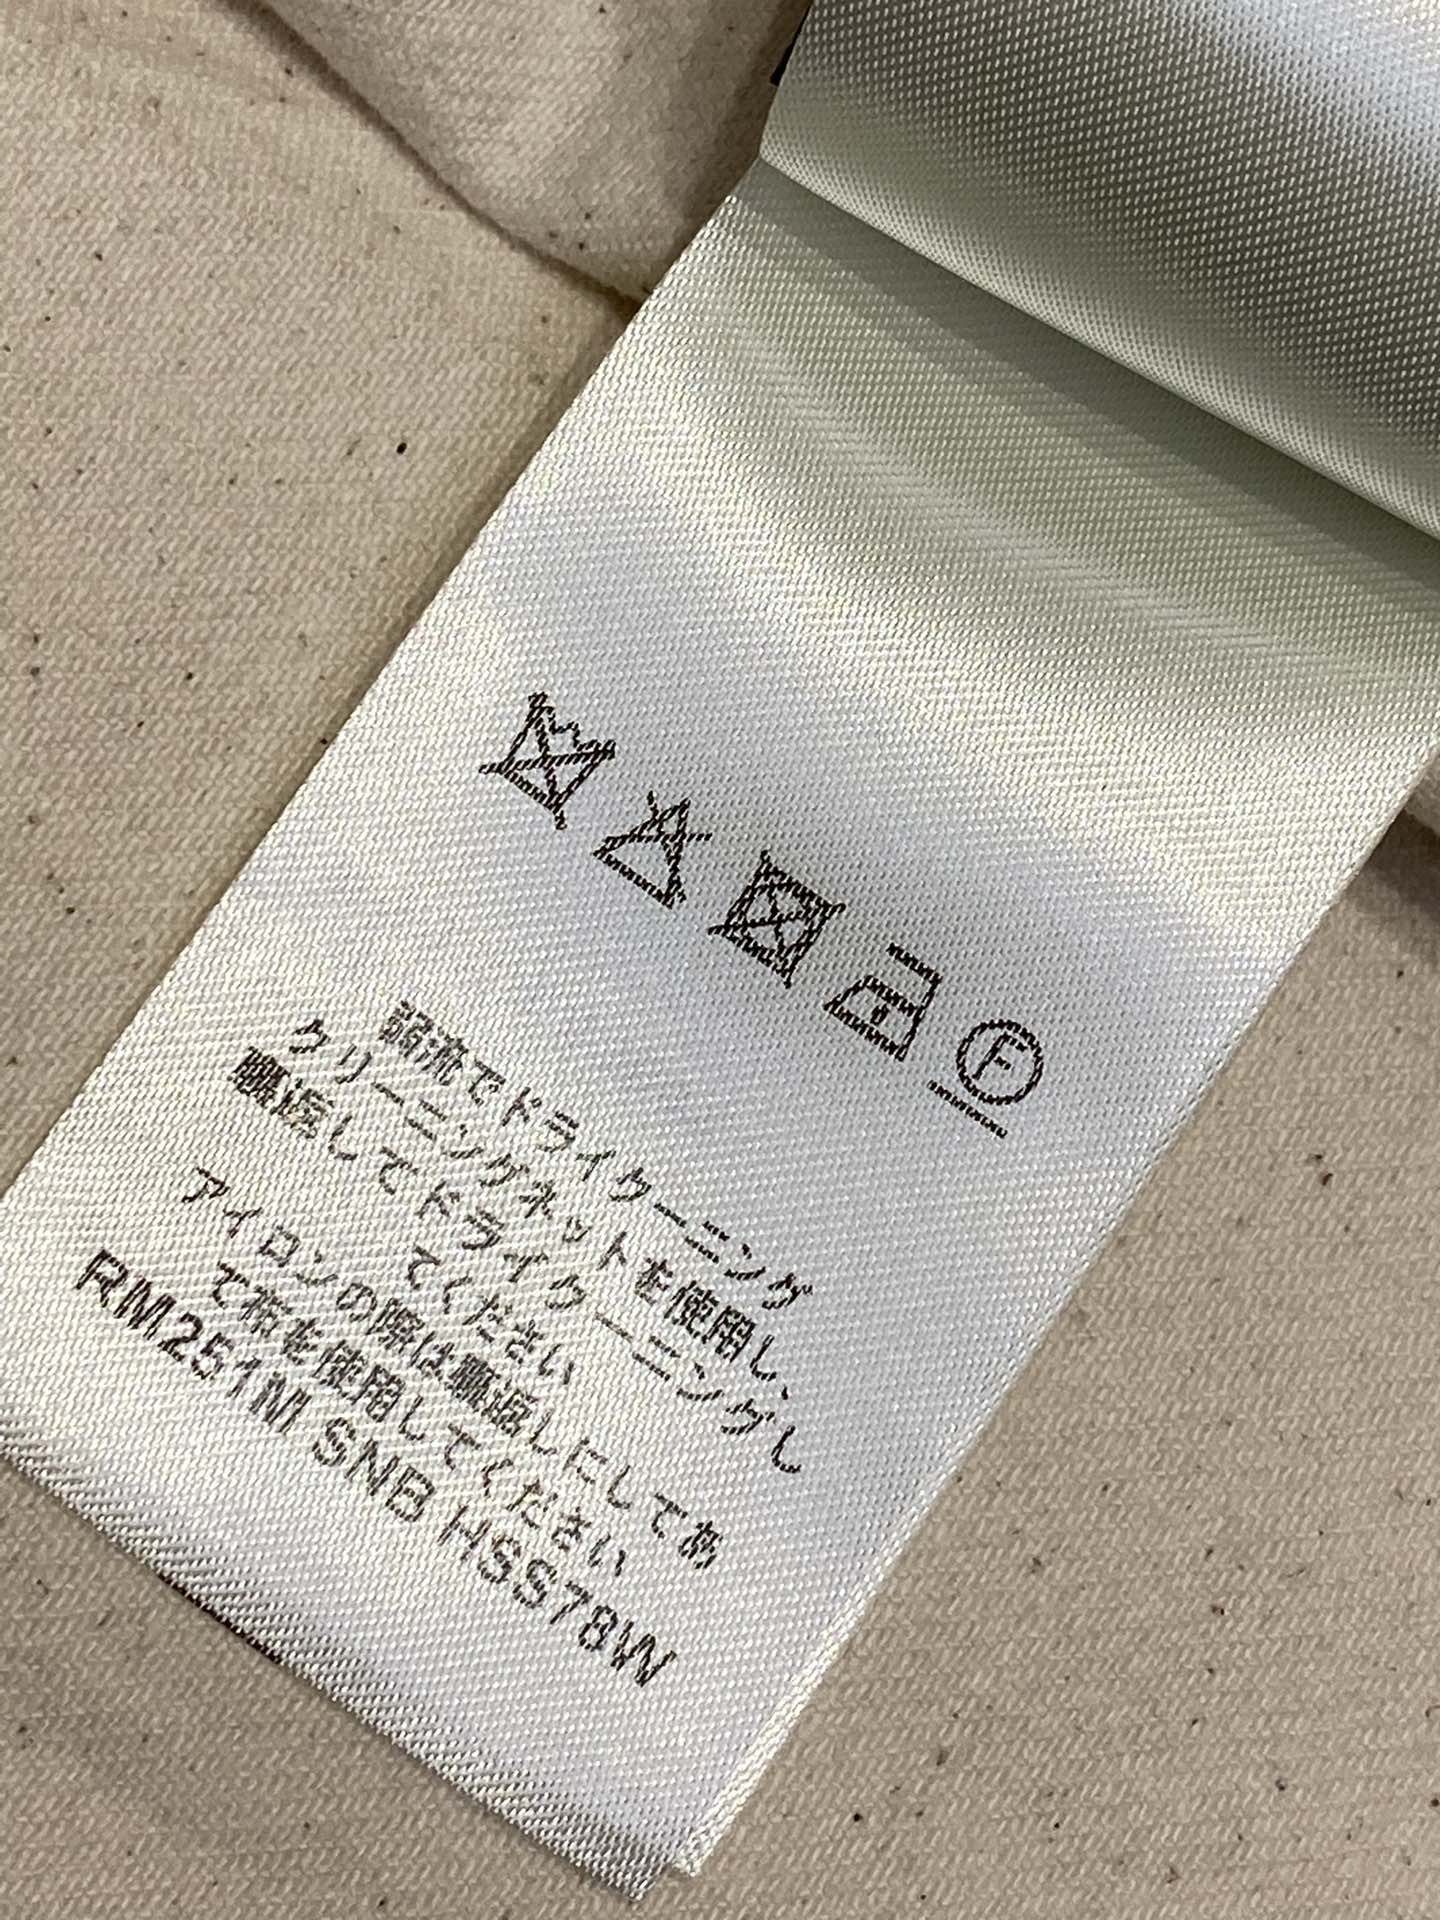 F
弱流でドライクーニング
クリーニングネットを使用し、
裏返してドライクーニングし
てください
アイロンの際は裏返しにしてあ
て布を使用してください
RM251M SNB HSS78W